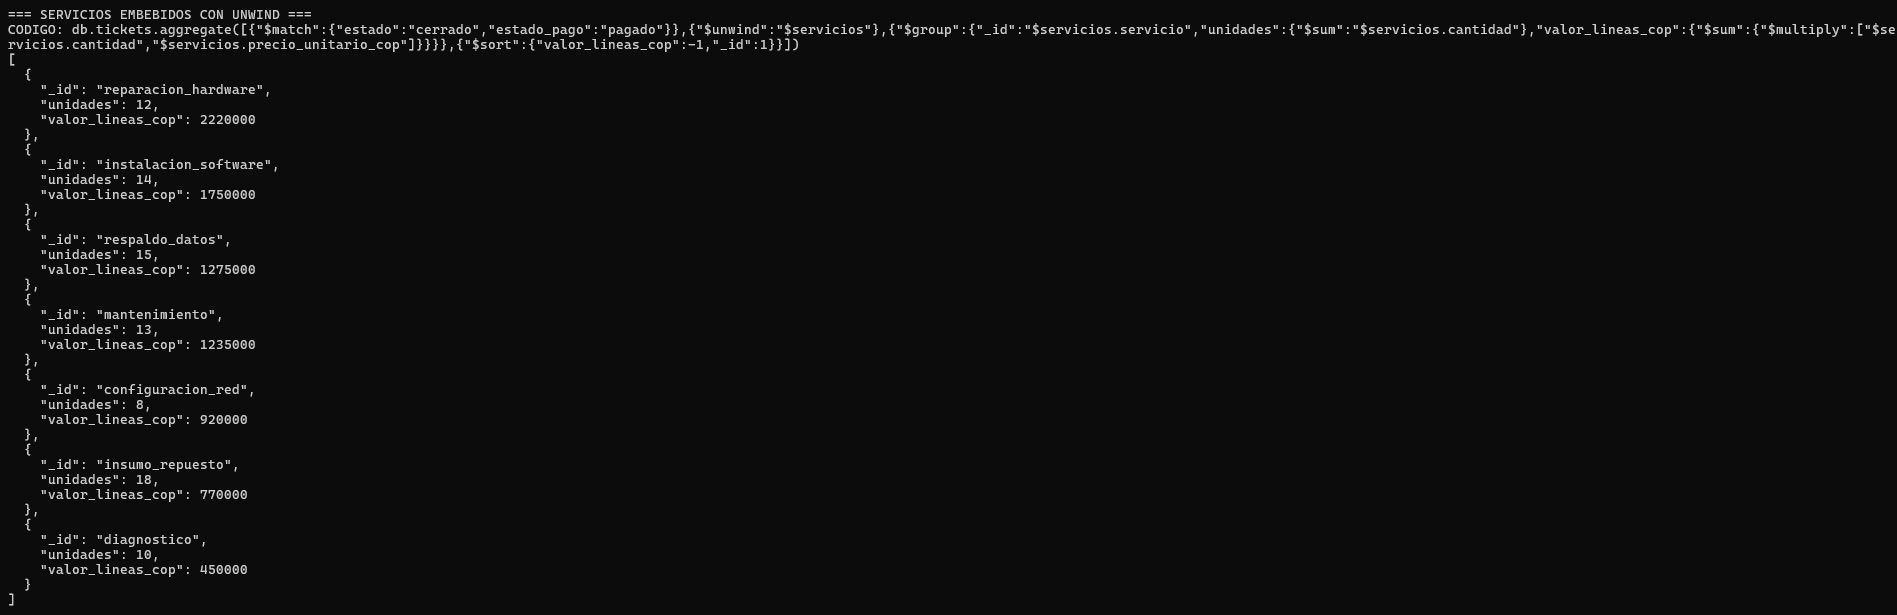 === SERVICIOS EMBEBIDOS CON UNWIND ===
CODIGO: db.tickets.aggregate([{"$match":{"estado":"cerrado","estado_pago":"pagado"}},{"$unwind":"$servicios"},{"$group":{"_id":"$servicios.servicio","unidades":{"$sum":"$servicios.cantidad"},"valor_lineas_cop":{"$sum":{"$multiply":["$se
rvicios.cantidad","$servicios.precio_unitario_cop"]}}}},{"$sort":{"valor_lineas_cop":-1,"_id":1}}])
[
  {
    "_id": "reparacion_hardware",
    "unidades": 12,
    "valor_lineas_cop": 2220000
  },
  {
    "_id": "instalacion_software",
    "unidades": 14,
    "valor_lineas_cop": 1750000
  },
  {
    "_id": "respaldo_datos",
    "unidades": 15,
    "valor_lineas_cop": 1275000
  },
  {
    "_id": "mantenimiento",
    "unidades": 13,
    "valor_lineas_cop": 1235000
  },
  {
    "_id": "configuracion_red",
    "unidades": 8,
    "valor_lineas_cop": 920000
  },
  {
    "_id": "insumo_repuesto",
    "unidades": 18,
    "valor_lineas_cop": 770000
  },
  {
    "_id": "diagnostico",
    "unidades": 10,
    "valor_lineas_cop": 450000
  }
]